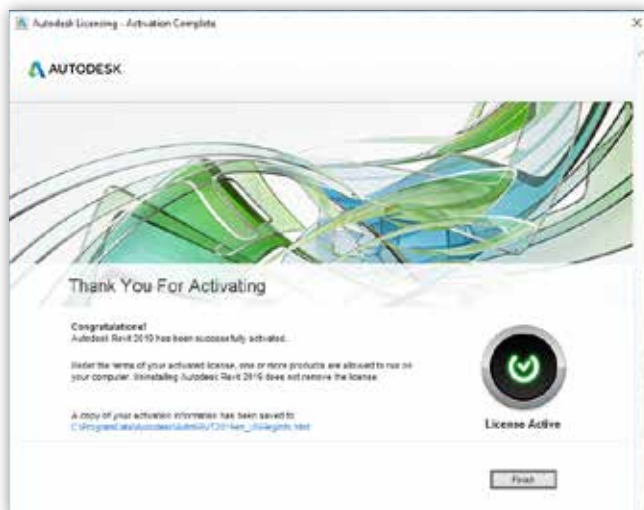 Autodesk Licensing - Activation Complete
AUTODESK
Thank You For Activating
Congratulations!
Autodesk Revit 2019 has been successfully activated.
Under the terms of your activated license, one or more products are allowed to run on
your computer. Uninstalling Autodesk Revit 2019 does not remove the license.
A copy of your activation information has been saved to:
License Active
Finish